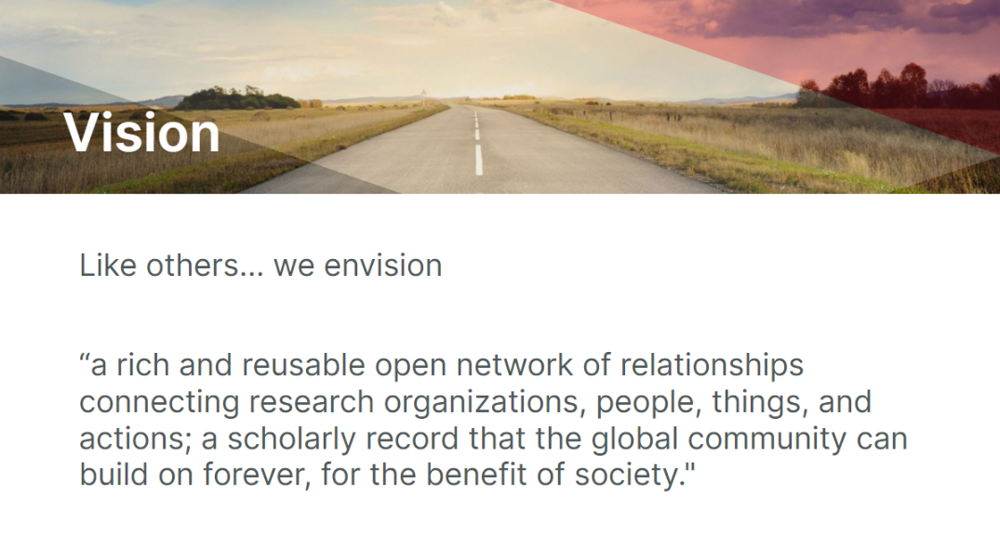 Vision
Like others... we envision
“a rich and reusable open network of relationships
connecting research organizations, people, things, and
actions; a scholarly record that the global community can
build on forever, for the benefit of society."